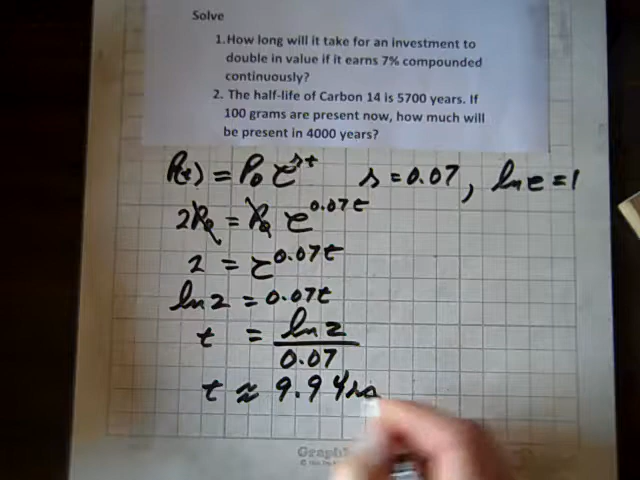 Solve
1.How long will it take for an investment to
double in value if it earns 7% compounded
continuously?
2. The half-life of Carbon 14 is 5700 years. If
100 grams are present now, how much will
be present in 4000 years?
P(t) = P₀ e^rt r = 0.07, ln e = 1
2P₀ = P₀ e^0.07t
2 = e^0.07t
ln 2 = 0.07t
t = ln 2 / 0.07
t ≈ 9.9 yrs
Graph